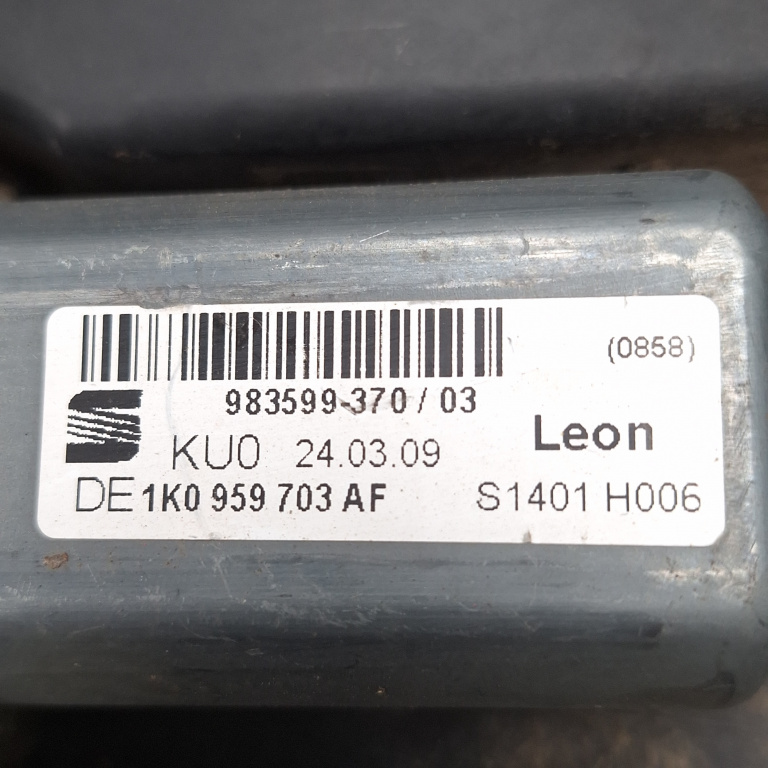 (0858)
983599-370 / 03
Leon
KU0 24.03.09
DE 1K0 959 703 AF S1401 H006